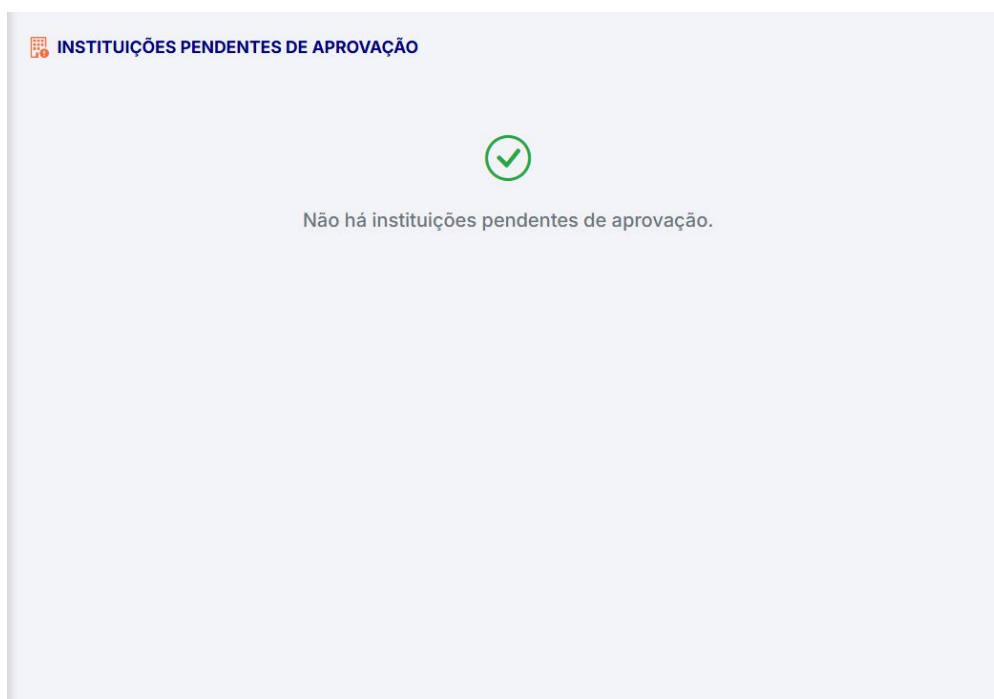 INSTITUIÇÕES PENDENTES DE APROVAÇÃO
Não há instituições pendentes de aprovação.